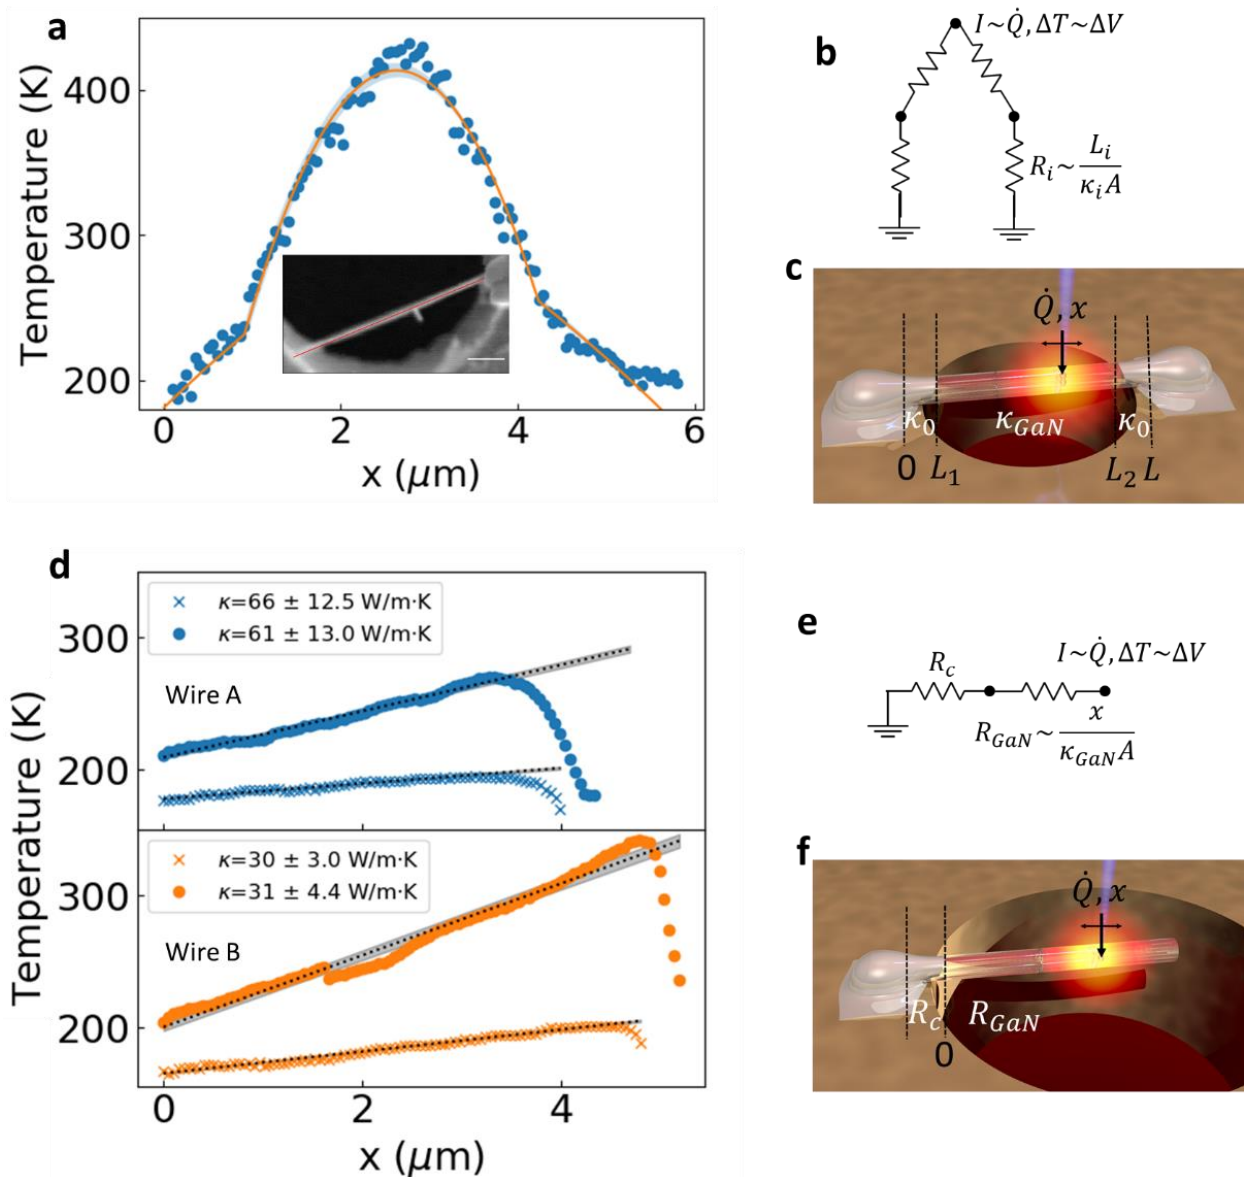 a
Temperature (K)
400
300
200
0
2
4
6
x (μm)
b
I~Q̇, ΔT~ΔV
R_i~ L_i / κ_i A
c
Q̇, x
κ_0
κ_GaN
κ_0
0
L_1
L_2
L
d
Temperature (K)
κ=66 ± 12.5 W/m·K
κ=61 ± 13.0 W/m·K
300
Wire A
200
κ=30 ± 3.0 W/m·K
κ=31 ± 4.4 W/m·K
300
Wire B
200
0
2
4
x (μm)
e
I~Q̇, ΔT~ΔV
R_c
x
R_GaN~ x / κ_GaN A
f
Q̇, x
R_c
R_GaN
0